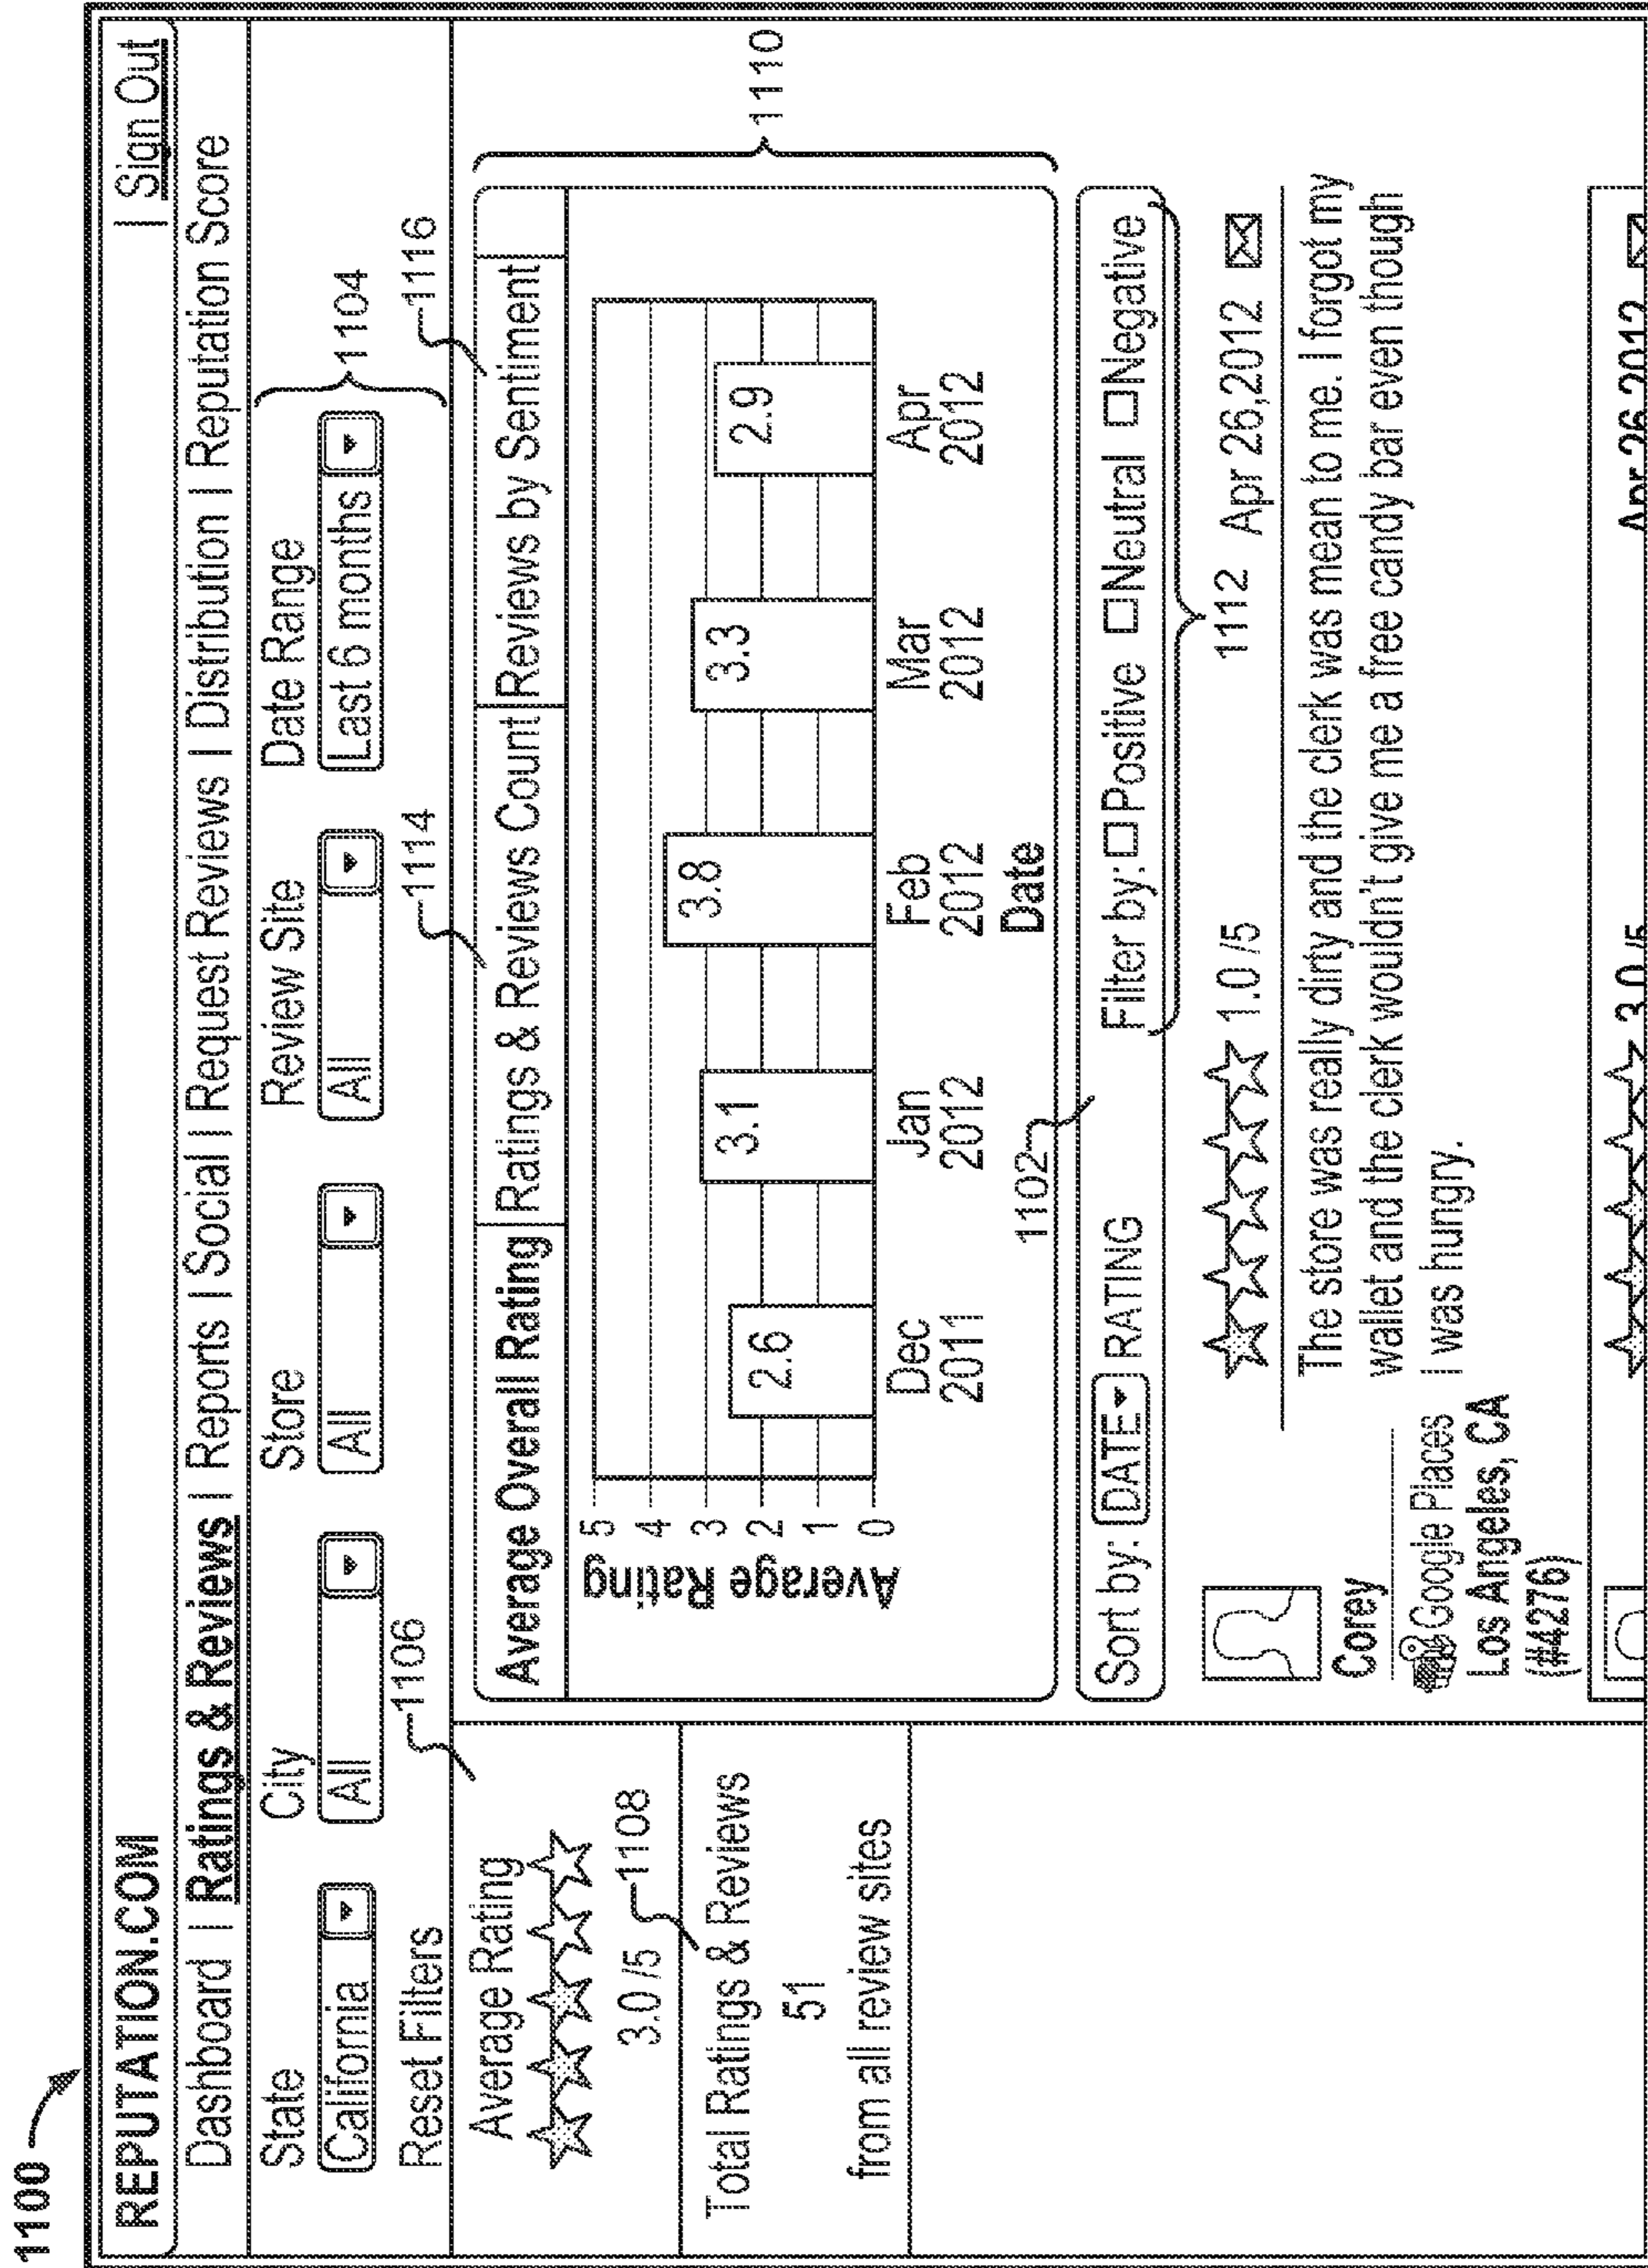 1100
REPUTATION.COM | Sign Out
Dashboard | Ratings & Reviews | Reports | Social | Request Reviews | Distribution | Reputation Score
State City Store Review Site Date Range
California All All All Last 6 months 1104
Reset Filters 1106 1114 1116
Average Rating
3.0 /5
1108
Total Ratings & Reviews
51
from all review sites
Average Overall Rating Ratings & Reviews Count Reviews by Sentiment
1110
Average Rating
5
4
3
2
1
0
2.6 3.1 3.8 3.3 2.9
Dec Jan Feb Mar Apr
2011 2012 2012 2012 2012
Date
1102
Sort by: DATE RATING Filter by: Positive Neutral Negative
1112
1.0 /5 Apr 26,2012
Corey
Google Places
Los Angeles, CA
(#4276)
The store was really dirty and the clerk was mean to me. I forgot my
wallet and the clerk wouldn't give me a free candy bar even though
I was hungry.
3.0 /5 Apr 26 2012